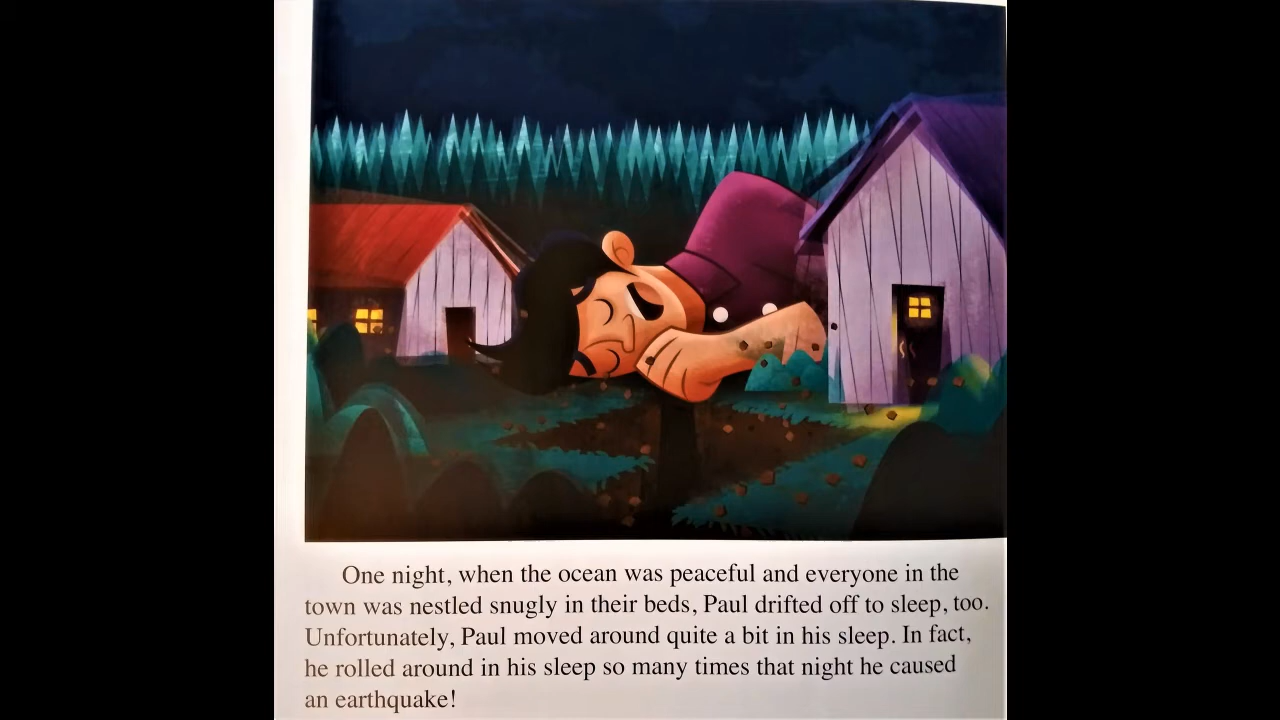 One night, when the ocean was peaceful and everyone in the
town was nestled snugly in their beds, Paul drifted off to sleep, too.
Unfortunately, Paul moved around quite a bit in his sleep. In fact,
he rolled around in his sleep so many times that night he caused
an earthquake!